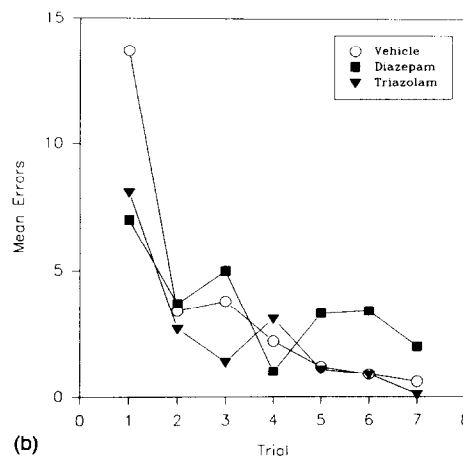 15
Vehicle
Diazepam
Triazolam
10
Mean Errors
5
0
0 1 2 3 4 5 6 7 8
(b)
Trial